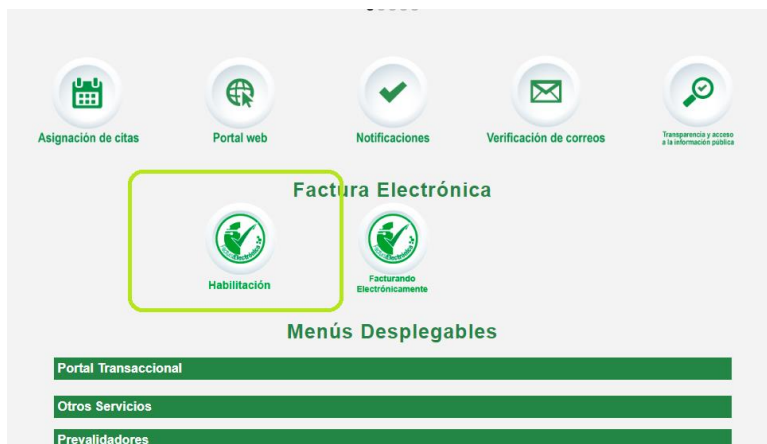 Asignación de citas
Portal web
Notificaciones
Verificación de correos
Transparencia y acceso
a la información pública
Factura Electrónica
Habilitación
Facturando
Electrónicamente
Menús Desplegables
Portal Transaccional
Otros Servicios
Prevalidadores